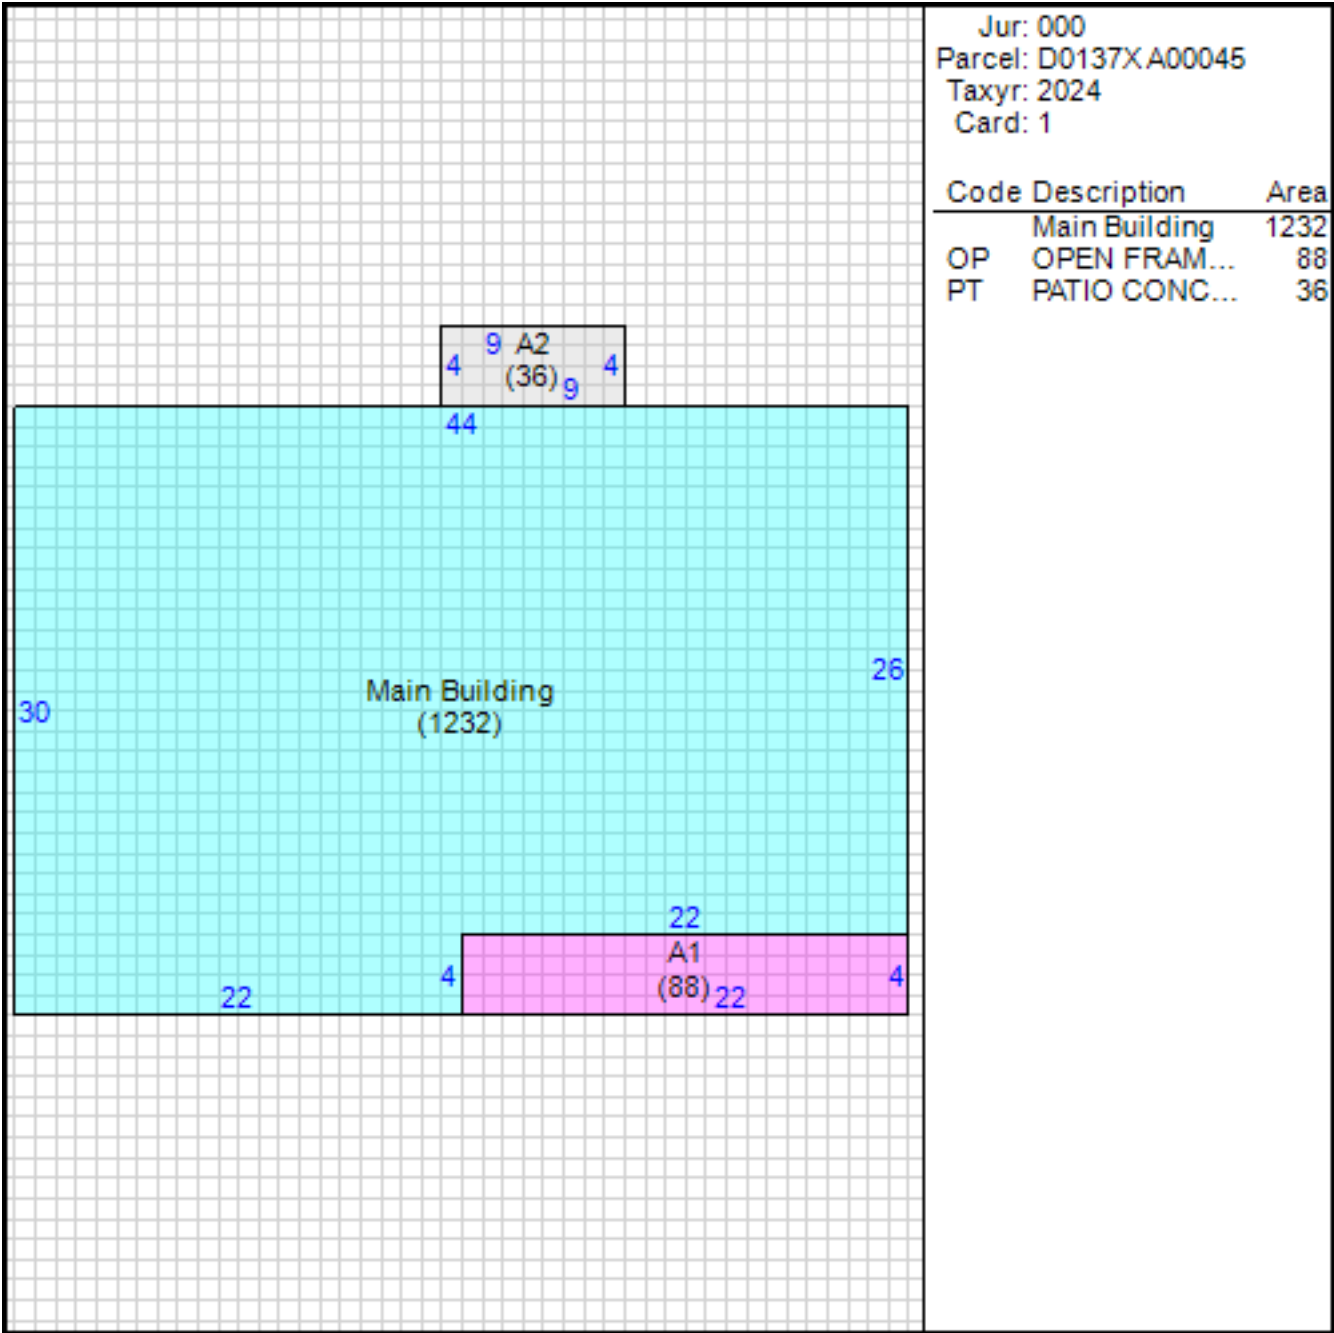 Jur: 000
Parcel: D0137X A00045
Taxyr: 2024
Card: 1
Code Description Area
Main Building 1232
OP OPEN FRAM... 88
PT PATIO CONC... 36
9 A2
4 (36) 9 4
44
30
Main Building
(1232)
26
22
22
4
A1
(88) 22
4